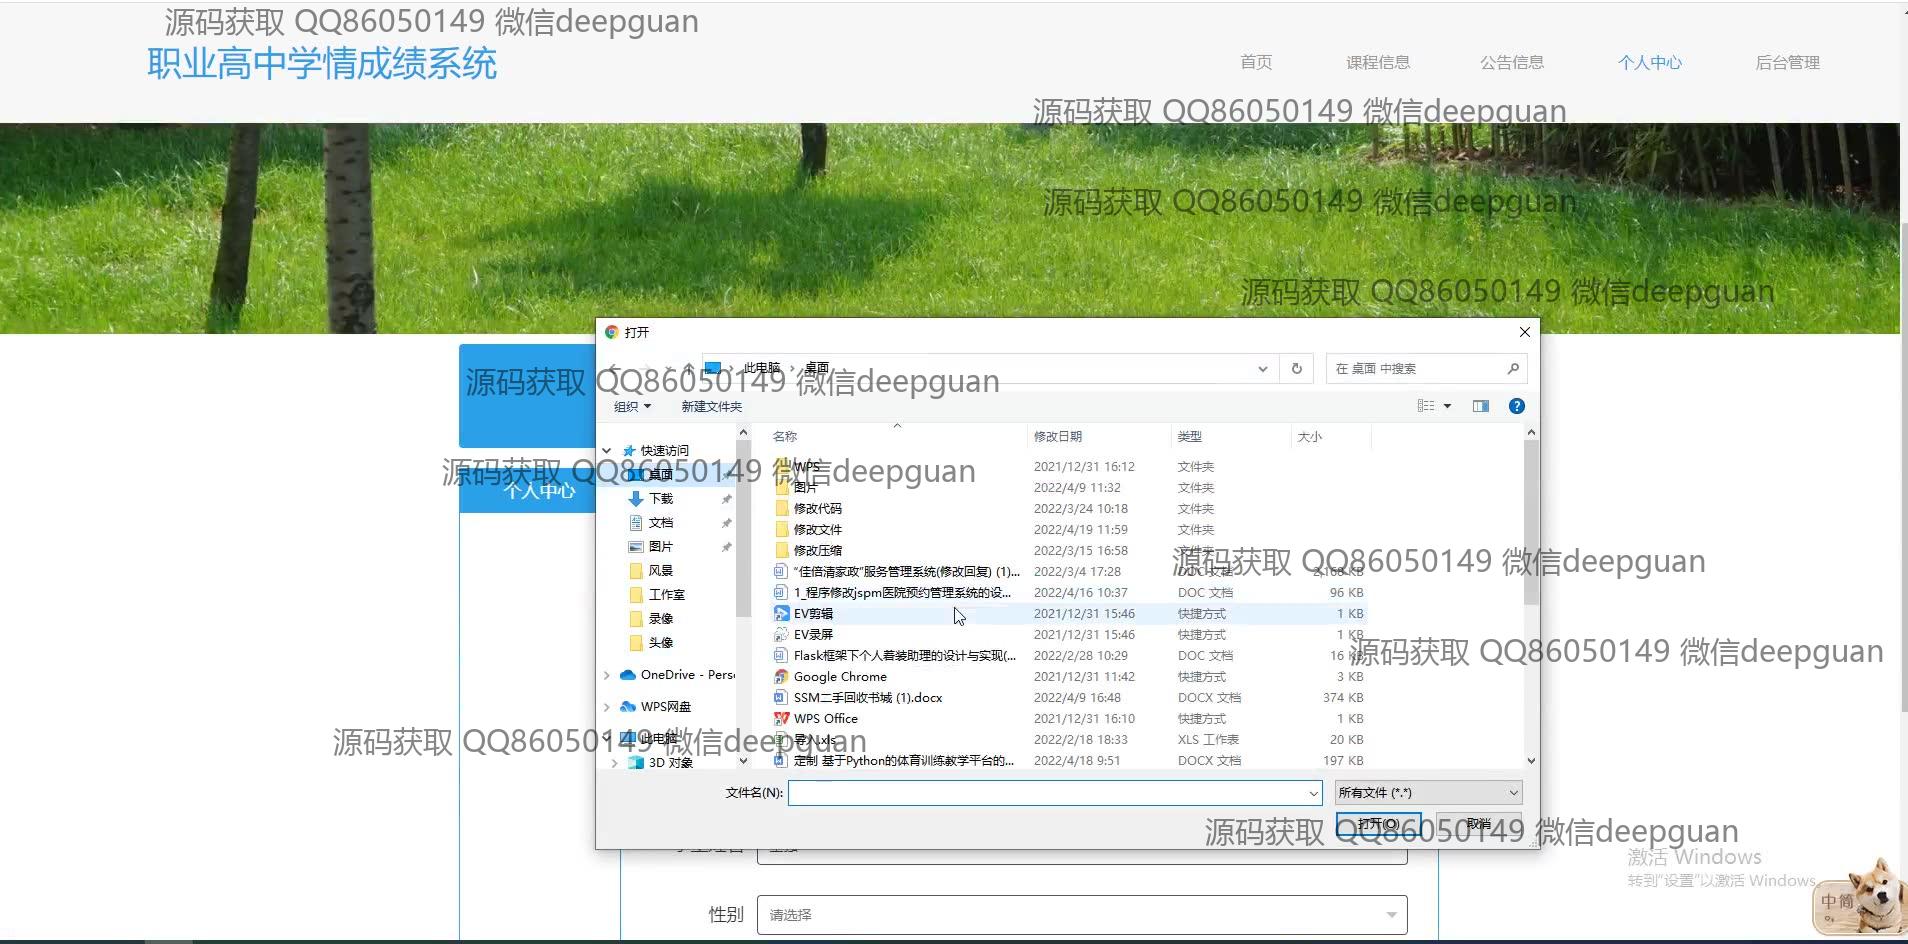 源码获取 QQ86050149 微信deepguan
职业高中学情成绩系统
首页 课程信息 公告信息 个人中心 后台管理
源码获取 QQ86050149 微信deepguan
源码获取 QQ86050149 微信deepguan
源码获取 QQ86050149 微信deepguan
打开
此电脑 › 桌面
在 桌面 中搜索
源码获取 QQ86050149 微信deepguan
组织 新建文件夹
名称 修改日期 类型 大小
快速访问
桌面
下载
文档
图片
风景
工作室
录像
头像
OneDrive - Pers
WPS网盘
此电脑
3D 对象
源码获取 QQ86050149 微信deepguan
个人中心
WPS 2021/12/31 16:12 文件夹
图片 2022/4/9 11:32 文件夹
修改代码 2022/3/24 10:18 文件夹
修改文件 2022/4/19 11:59 文件夹
修改压缩 2022/3/15 16:58 文件夹
源码获取 QQ86050149 微信deepguan
“佳倍清家政”服务管理系统(修改回复) (1)... 2022/3/4 17:28 DOC 文档 2,168 KB
1_程序修改jspm医院预约管理系统的设... 2022/4/16 10:37 DOC 文档 96 KB
EV剪辑 2021/12/31 15:46 快捷方式 1 KB
EV录屏 2021/12/31 15:46 快捷方式 1 KB
Flask框架下个人着装助理的设计与实现(... 2022/2/28 10:29 DOC 文档 16 KB
源码获取 QQ86050149 微信deepguan
Google Chrome 2021/12/31 11:42 快捷方式 3 KB
SSM二手回收书城 (1).docx 2022/4/9 16:48 DOCX 文档 374 KB
WPS Office 2021/12/31 16:10 快捷方式 1 KB
导入.xls 2022/2/18 18:33 XLS 工作表 20 KB
源码获取 QQ86050149 微信deepguan
定制 基于Python的体育训练教学平台的... 2022/4/18 9:51 DOCX 文档 197 KB
文件名(N): 所有文件 (*.*)
打开(O) 取消
源码获取 QQ86050149 微信deepguan
激活 Windows
转到“设置”以激活 Windows。
中 简
性别 请选择